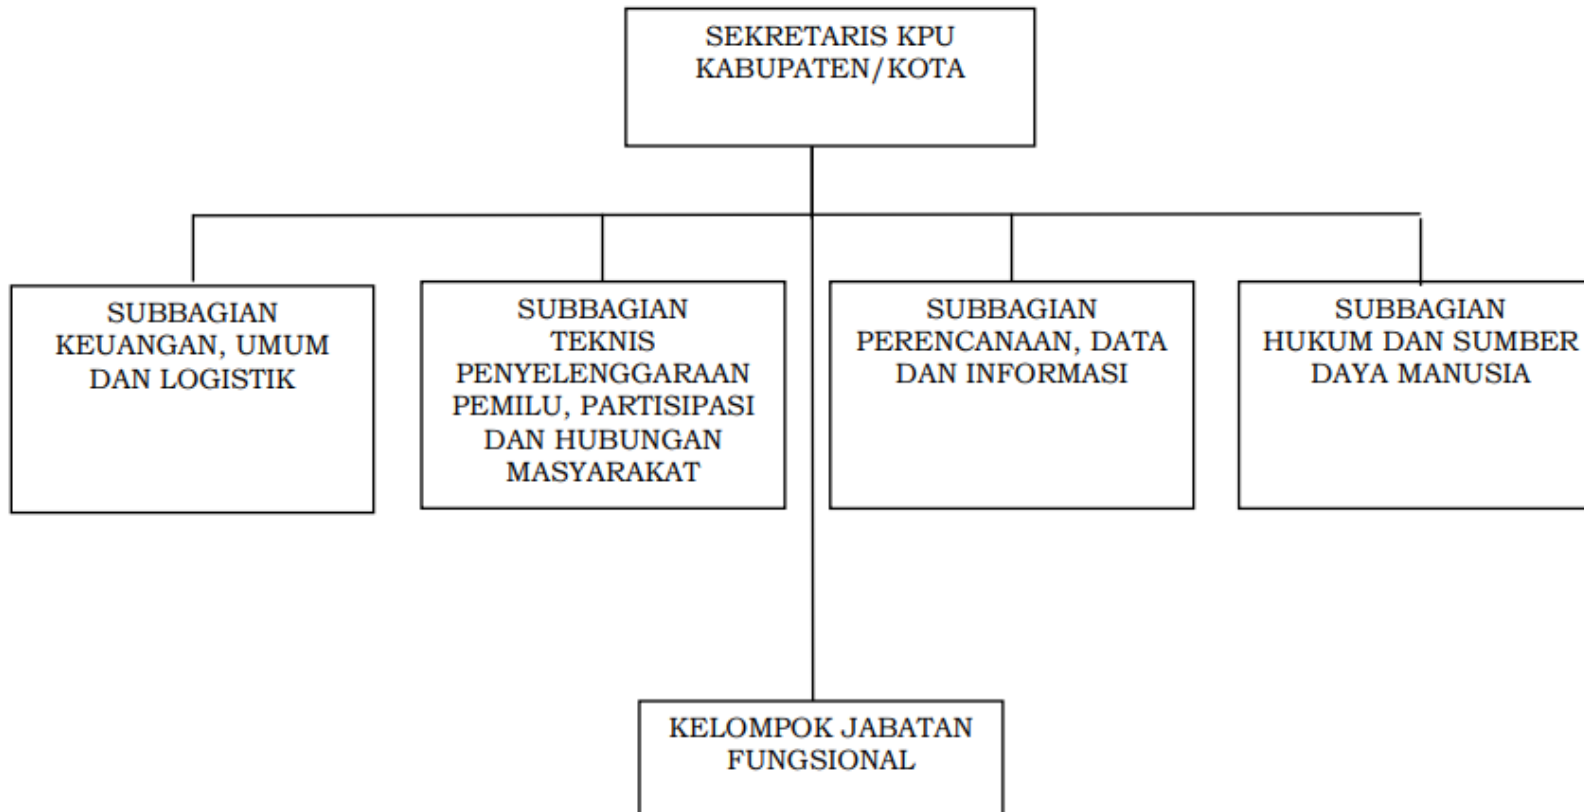 SEKRETARIS KPU
KABUPATEN/KOTA
SUBBAGIAN
KEUANGAN, UMUM
DAN LOGISTIK
SUBBAGIAN
TEKNIS
PENYELENGGARAAN
PEMILU, PARTISIPASI
DAN HUBUNGAN
MASYARAKAT
SUBBAGIAN
PERENCANAAN, DATA
DAN INFORMASI
SUBBAGIAN
HUKUM DAN SUMBER
DAYA MANUSIA
KELOMPOK JABATAN
FUNGSIONAL